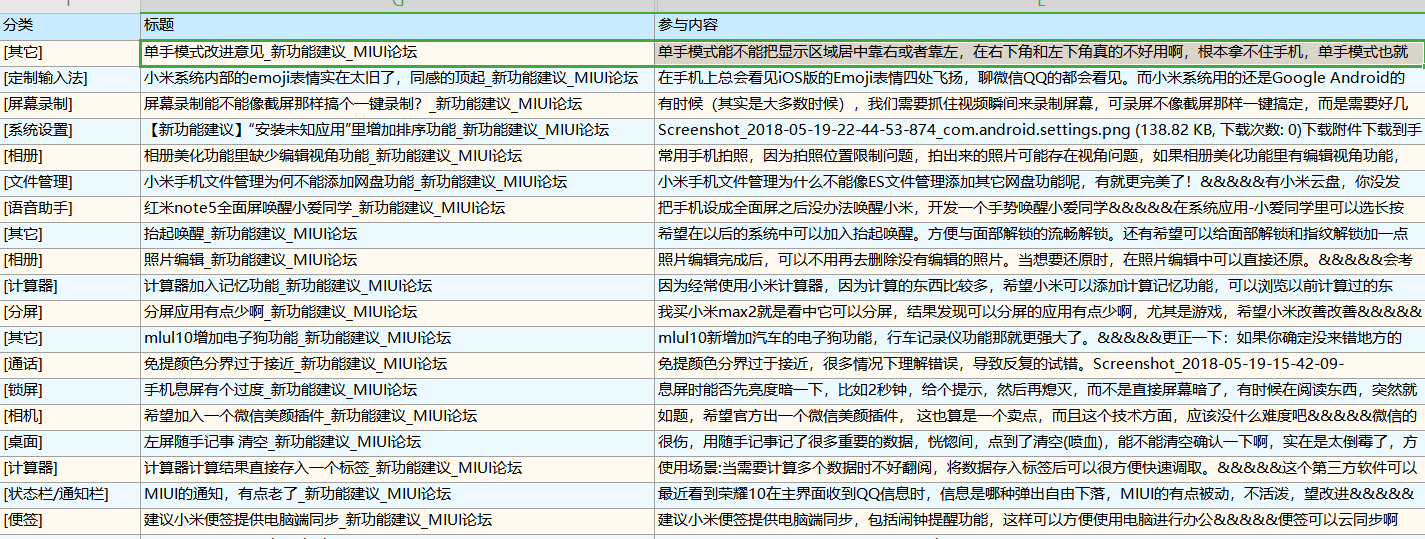 G
E
分类 标题 参与内容
[其它] 单手模式改进意见_新功能建议_MIUI论坛 单手模式能不能把显示区域居中靠右或者靠左，在右下角和左下角真的不好用啊，根本拿不住手机，单手模式也就
[定制输入法] 小米系统内部的emoji表情实在太旧了，同感的顶起_新功能建议_MIUI论坛 在手机上总会看见iOS版的Emoji表情四处飞扬，聊微信QQ的都会看见。而小米系统用的还是Google Android的
[屏幕录制] 屏幕录制能不能像截屏那样搞个一键录制？_新功能建议_MIUI论坛 有时候（其实是大多数时候），我们需要抓住视频瞬间来录制屏幕，可录屏不像截屏那样一键搞定，而是需要好几
[系统设置] 【新功能建议】“安装未知应用”里增加排序功能_新功能建议_MIUI论坛 Screenshot_2018-05-19-22-44-53-874_com.android.settings.png (138.82 KB, 下载次数: 0)下载附件下载到手
[相册] 相册美化功能里缺少编辑视角功能_新功能建议_MIUI论坛 常用手机拍照，因为拍照位置限制问题，拍出来的照片可能存在视角问题，如果相册美化功能里有编辑视角功能，
[文件管理] 小米手机文件管理为何不能添加网盘功能_新功能建议_MIUI论坛 小米手机文件管理为什么不能像ES文件管理添加其它网盘功能呢，有就更完美了！&&&&&有小米云盘，你没发
[语音助手] 红米note5全面屏唤醒小爱同学_新功能建议_MIUI论坛 把手机设成全面屏之后没办法唤醒小米，开发一个手势唤醒小爱同学&&&&&在系统应用-小爱同学里可以选长按
[其它] 抬起唤醒_新功能建议_MIUI论坛 希望在以后的系统中可以加入抬起唤醒。方便与面部解锁的流畅解锁。还有希望可以给面部解锁和指纹解锁加一点
[相册] 照片编辑_新功能建议_MIUI论坛 照片编辑完成后，可以不用再去删除没有编辑的照片。当想要还原时，在照片编辑中可以直接还原。&&&&&会考
[计算器] 计算器加入记忆功能_新功能建议_MIUI论坛 因为经常使用小米计算器，因为计算的东西比较多，希望小米可以添加计算记忆功能，可以浏览以前计算过的东
[分屏] 分屏应用有点少啊_新功能建议_MIUI论坛 我买小米max2就是看中它可以分屏，结果发现可以分屏的应用有点少啊，尤其是游戏，希望小米改善改善&&&&&
[其它] mlul10增加电子狗功能_新功能建议_MIUI论坛 mlul10新增加汽车的电子狗功能，行车记录仪功能那就更强大了。&&&&&更正一下：如果你确定没来错地方的
[通话] 免提颜色分界过于接近_新功能建议_MIUI论坛 免提颜色分界过于接近，很多情况下理解错误，导致反复的试错。Screenshot_2018-05-19-15-42-09-
[锁屏] 手机息屏有个过度_新功能建议_MIUI论坛 息屏时能否先亮度暗一下，比如2秒钟，给个提示，然后再熄灭，而不是直接屏幕暗了，有时候在阅读东西，突然就
[相机] 希望加入一个微信美颜插件_新功能建议_MIUI论坛 如题，希望官方出一个微信美颜插件， 这也算是一个卖点，而且这个技术方面，应该没什么难度吧&&&&&微信的
[桌面] 左屏随手记事 清空_新功能建议_MIUI论坛 很伤，用随手记事记了很多重要的数据，恍惚间，点到了清空(喷血)，能不能清空确认一下啊，实在是太倒霉了，方
[计算器] 计算器计算结果直接存入一个标签_新功能建议_MIUI论坛 使用场景:当需要计算多个数据时不好翻阅，将数据存入标签后可以很方便快速调取。&&&&&这个第三方软件可以
[状态栏/通知栏] MIUI的通知，有点老了_新功能建议_MIUI论坛 最近看到荣耀10在主界面收到QQ信息时，信息是哪种弹出自由下落，MIUI的有点被动，不活泼，望改进&&&&&
[便签] 建议小米便签提供电脑端同步_新功能建议_MIUI论坛 建议小米便签提供电脑端同步，包括闹钟提醒功能，这样可以方便使用电脑进行办公&&&&&便签可以云同步啊